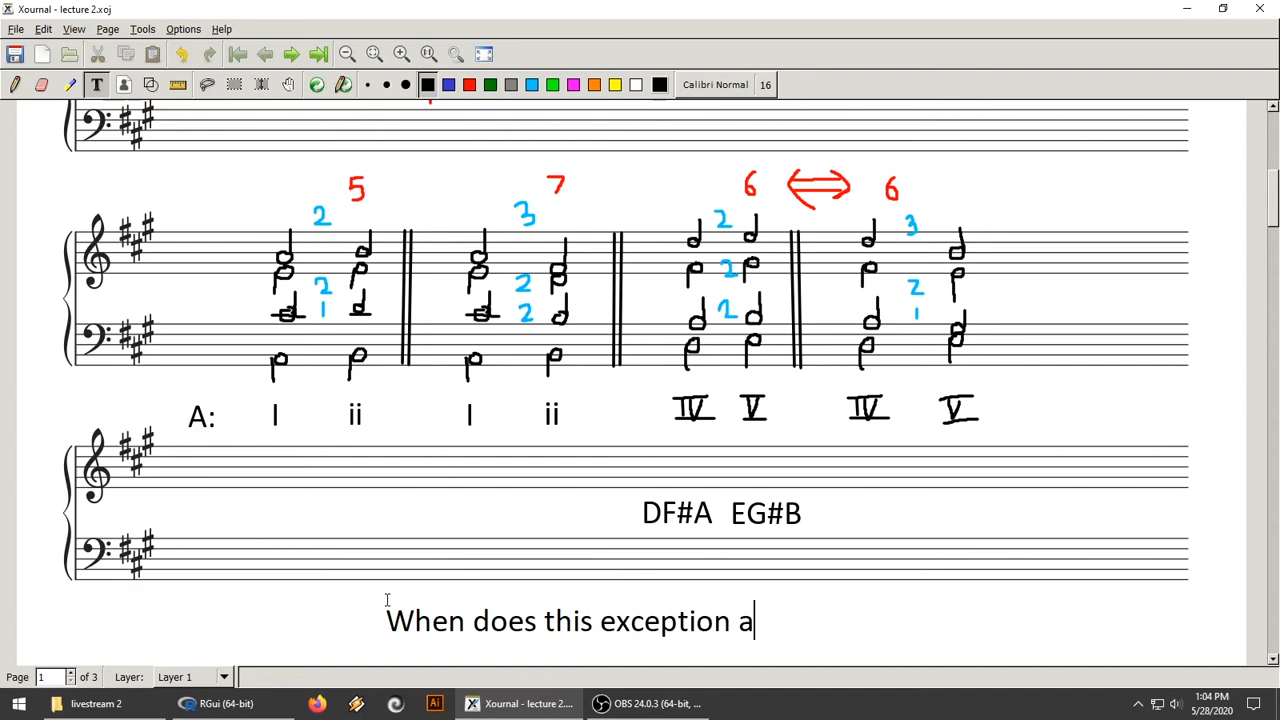 Xournal - lecture 2.xoj
File Edit View Page Tools Options Help
T Calibri Normal 16
5 7 6 6
2 3 2 3
2 2 2 2
1 2 2 1
A: I ii I ii IV V IV V
DF#A EG#B
When does this exception a
Page 1 of 3 Layer: Layer 1
livestream 2 RGui (64-bit) Ai Xournal - lecture 2.... OBS 24.0.3 (64-bit, ... 1:04 PM
5/28/2020